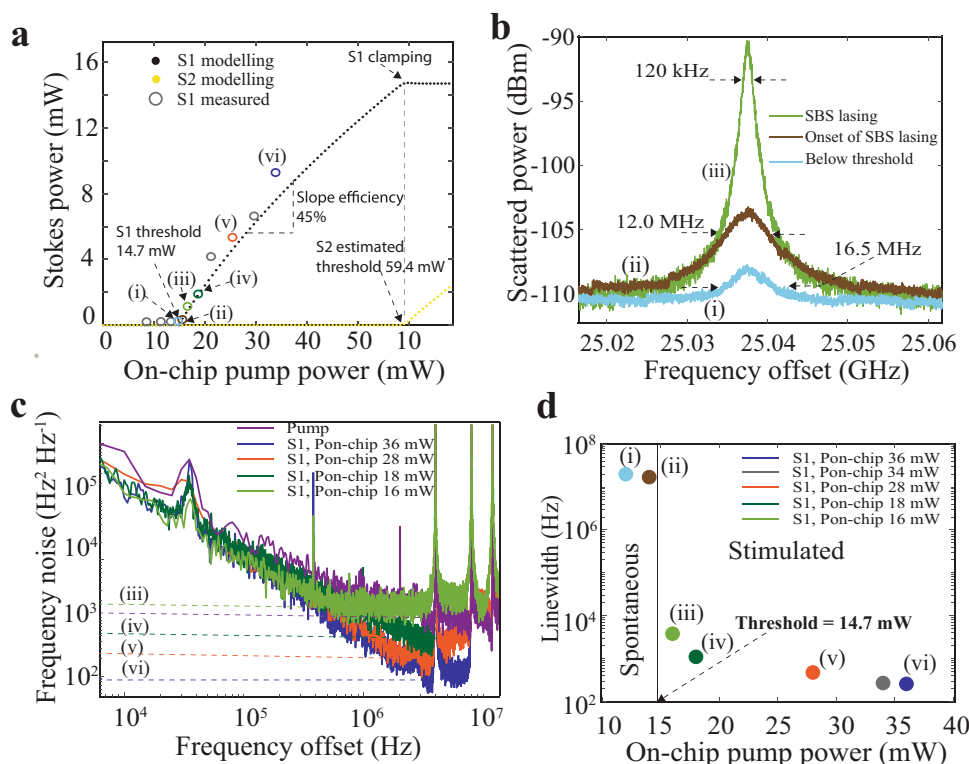 a
16
12
8
4
0
Stokes power (mW)
S1 modelling
S2 modelling
S1 measured
S1 clamping
(vi)
Slope efficiency
45%
(v)
S1 threshold
14.7 mW
(iii)
(iv)
(i)
(ii)
S2 estimated
threshold 59.4 mW
0 10 20 30 40 50 10
On-chip pump power (mW)
b
-90
-95
-100
-105
-110
Scattered power (dBm)
120 kHz
SBS lasing
Onset of SBS lasing
Below threshold
(iii)
12.0 MHz
16.5 MHz
(ii)
(i)
25.02 25.04 25.06
Frequency offset (GHz)
c
10⁵
10⁴
10³
10²
Frequency noise (Hz² Hz⁻¹)
Pump
S1, Pon-chip 36 mW
S1, Pon-chip 28 mW
S1, Pon-chip 18 mW
S1, Pon-chip 16 mW
(iii)
(iv)
(v)
(vi)
10⁴ 10⁵ 10⁶ 10⁷
Frequency offset (Hz)
d
10⁸
10⁶
10⁴
10²
Linewidth (Hz)
(i)
(ii)
S1, Pon-chip 36 mW
S1, Pon-chip 34 mW
S1, Pon-chip 28 mW
S1, Pon-chip 18 mW
S1, Pon-chip 16 mW
Spontaneous
Stimulated
(iii)
Threshold = 14.7 mW
(iv)
(v)
(vi)
10 15 20 25 30 35 40
On-chip pump power (mW)